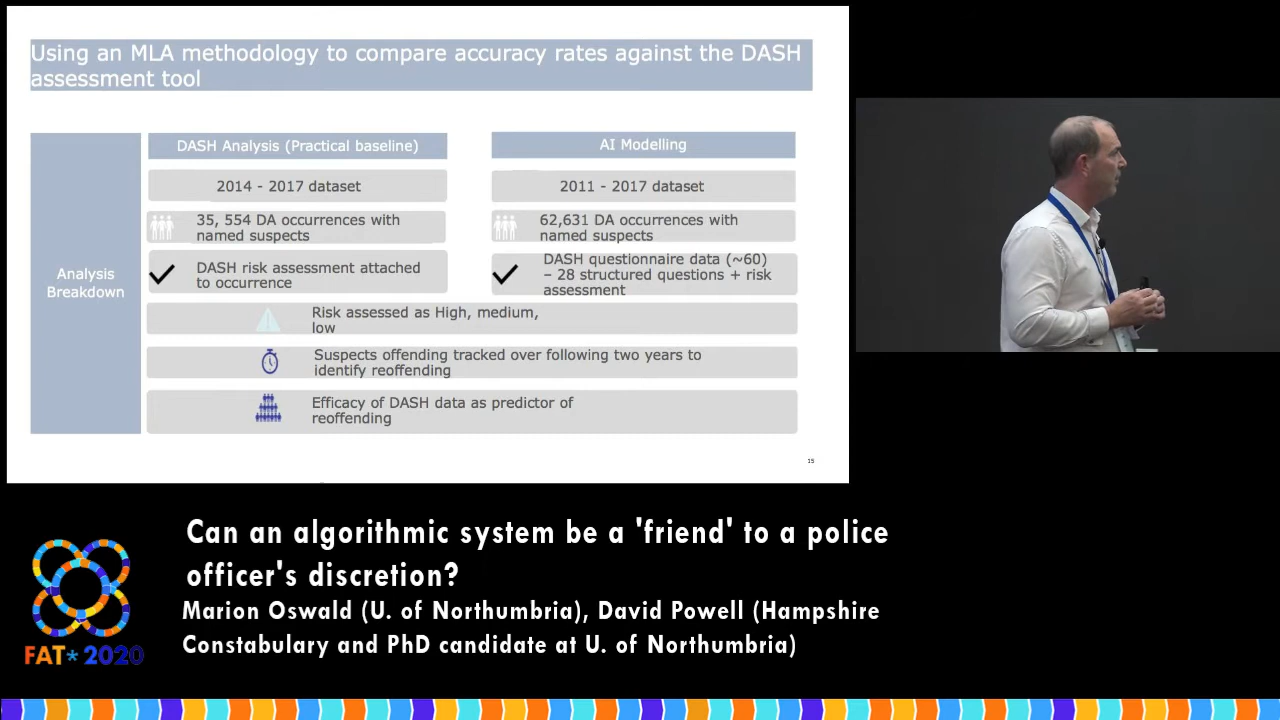 Using an MLA methodology to compare accuracy rates against the DASH
assessment tool
Analysis
Breakdown
DASH Analysis (Practical baseline)
2014 - 2017 dataset
35, 554 DA occurrences with
named suspects
DASH risk assessment attached
to occurrence
AI Modelling
2011 - 2017 dataset
62,631 DA occurrences with
named suspects
DASH questionnaire data (~60)
– 28 structured questions + risk
assessment
Risk assessed as High, medium,
low
Suspects offending tracked over following two years to
identify reoffending
Efficacy of DASH data as predictor of
reoffending
15
Can an algorithmic system be a 'friend' to a police
officer's discretion?
Marion Oswald (U. of Northumbria), David Powell (Hampshire
Constabulary and PhD candidate at U. of Northumbria)
FAT* 2020